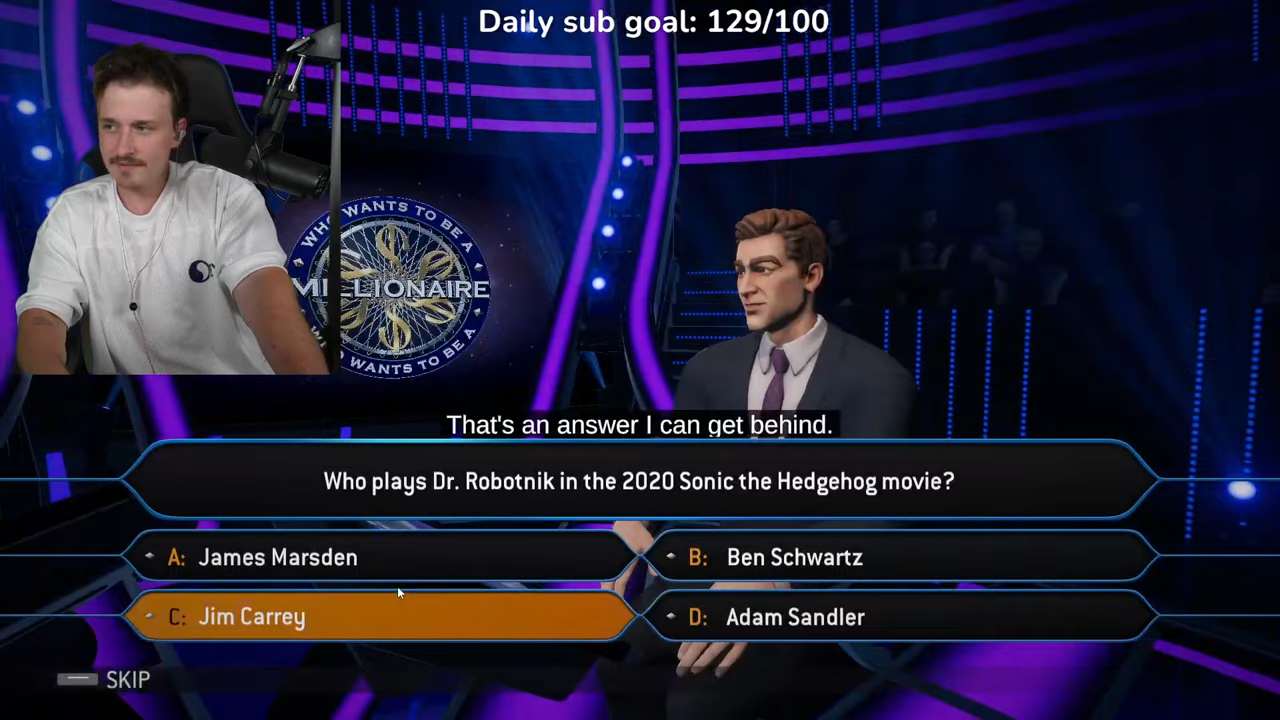 Daily sub goal: 129/100
WHO WANTS TO BE A
MILLIONAIRE
WANTS TO BE A
That's an answer I can get behind.
Who plays Dr. Robotnik in the 2020 Sonic the Hedgehog movie?
A: James Marsden
B: Ben Schwartz
C: Jim Carrey
D: Adam Sandler
SKIP